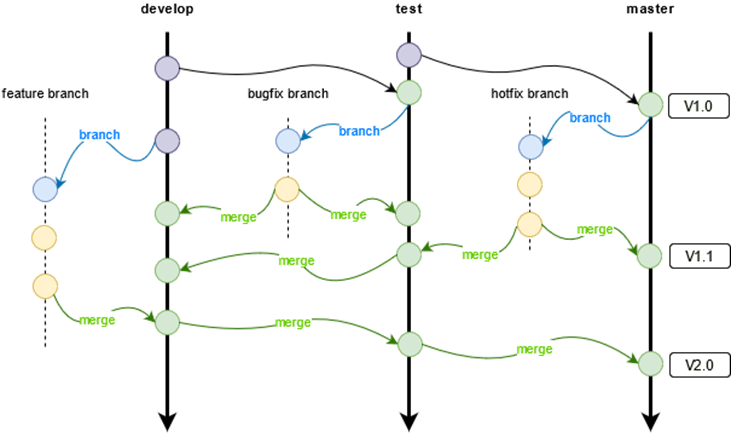 develop
test
master
feature branch
bugfix branch
hotfix branch
V1.0
branch
branch
branch
merge
merge
merge
merge
merge
V1.1
merge
merge
merge
V2.0